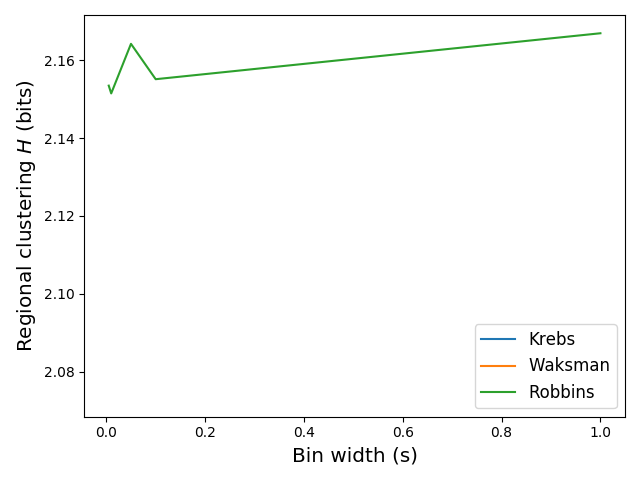 2.16
2.14
2.12
2.10
2.08
Regional clustering H (bits)
0.0 0.2 0.4 0.6 0.8 1.0
Bin width (s)
Krebs
Waksman
Robbins